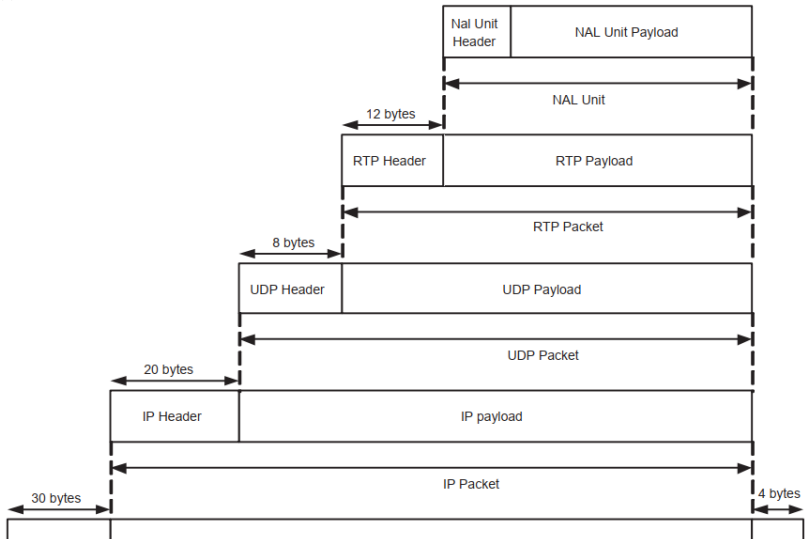 Nal Unit
Header
NAL Unit Payload
NAL Unit
12 bytes
RTP Header
RTP Payload
RTP Packet
8 bytes
UDP Header
UDP Payload
UDP Packet
20 bytes
IP Header
IP payload
IP Packet
30 bytes
4 bytes